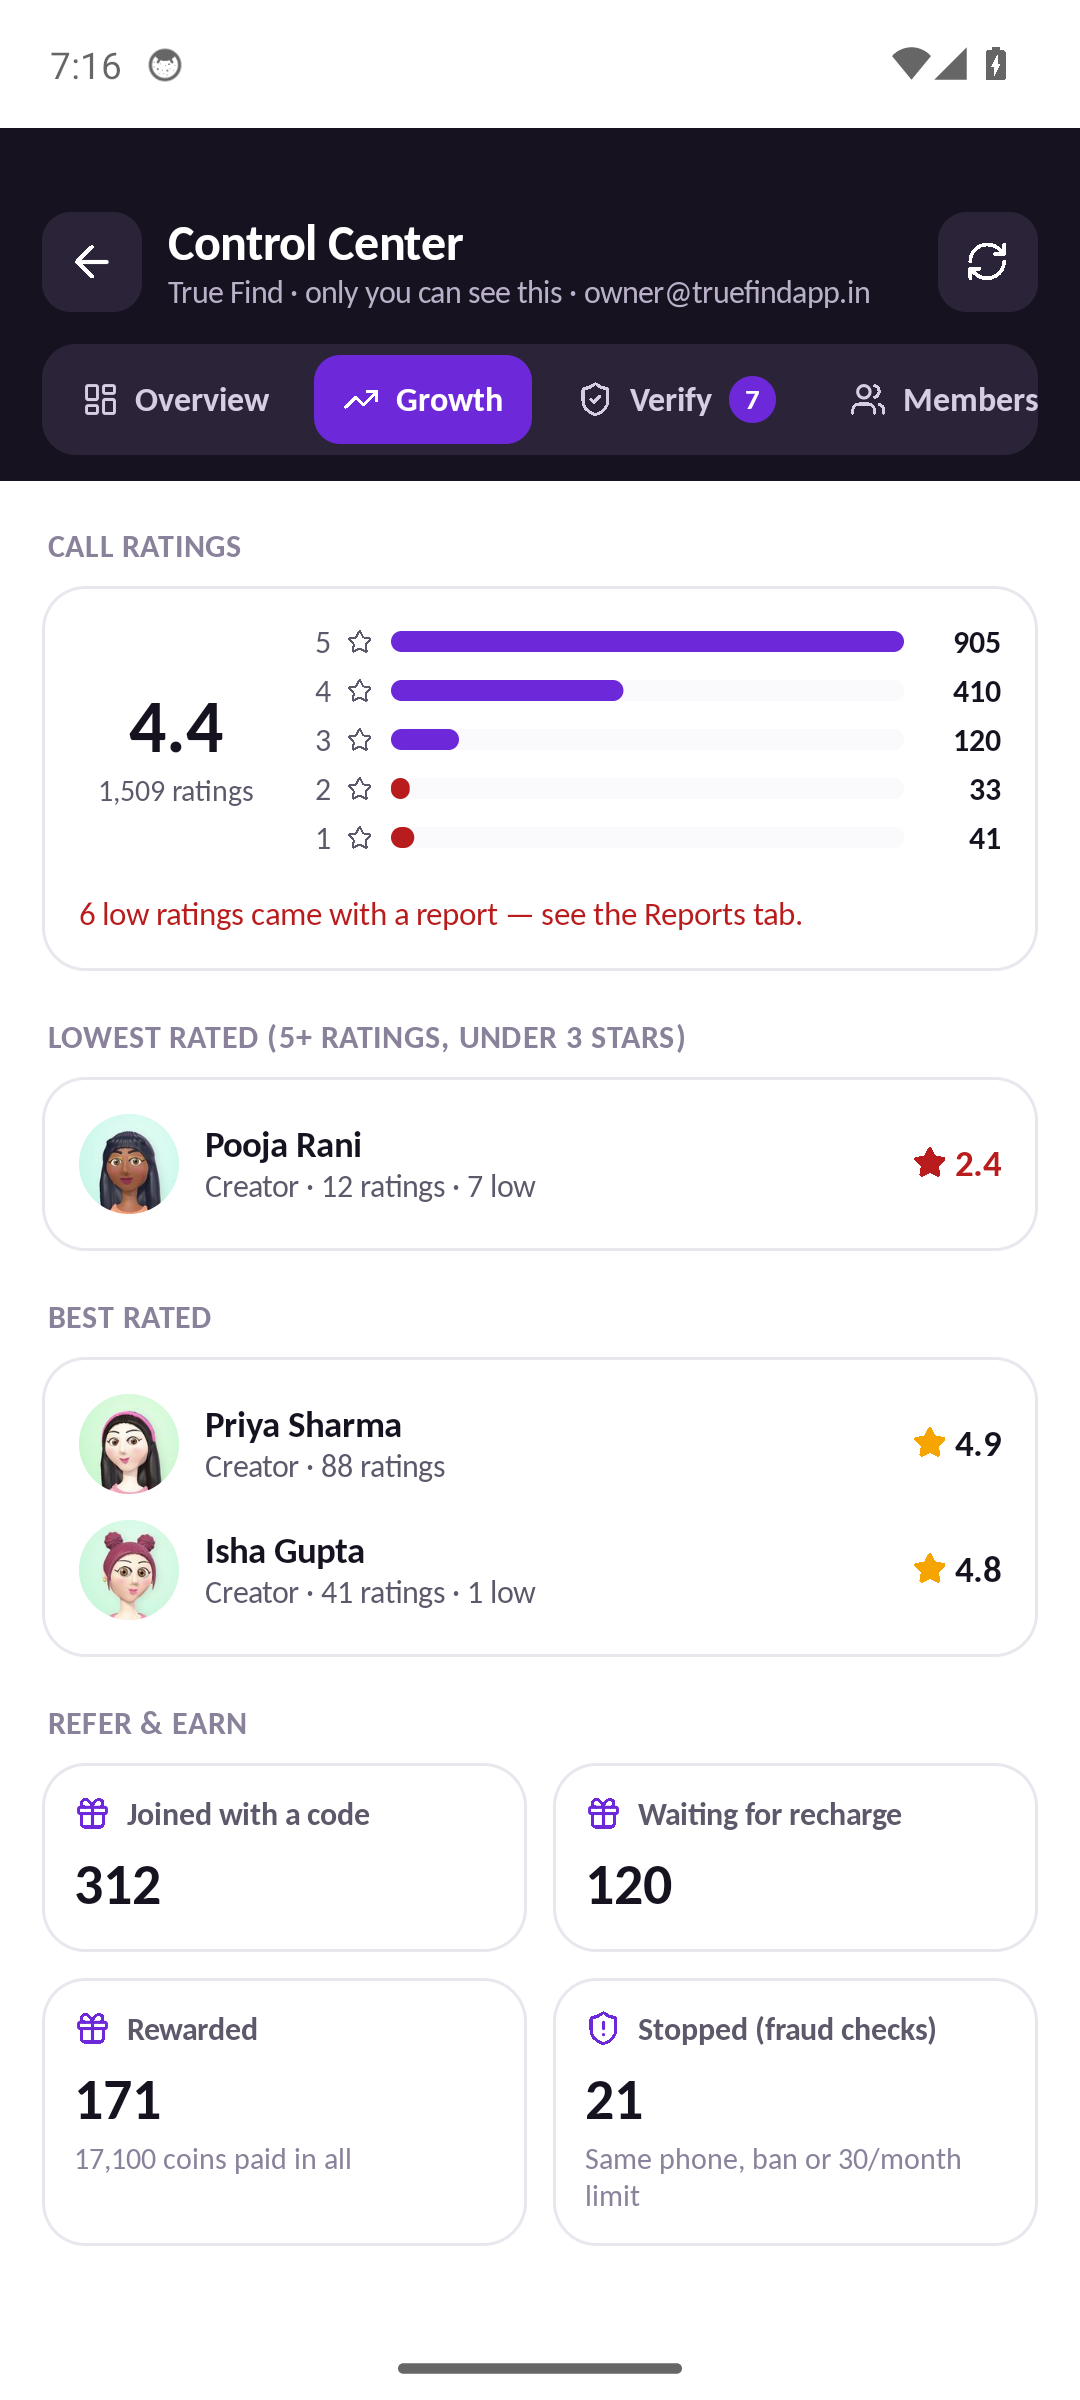 7:16
Control Center
True Find · only you can see this · owner@truefindapp.in
Overview
Growth
Verify 7
Members
CALL RATINGS
4.4
1,509 ratings
5 905
4 410
3 120
2 33
1 41
6 low ratings came with a report — see the Reports tab.
LOWEST RATED (5+ RATINGS, UNDER 3 STARS)
Pooja Rani
Creator · 12 ratings · 7 low
2.4
BEST RATED
Priya Sharma
Creator · 88 ratings
4.9
Isha Gupta
Creator · 41 ratings · 1 low
4.8
REFER & EARN
Joined with a code
312
Waiting for recharge
120
Rewarded
171
17,100 coins paid in all
Stopped (fraud checks)
21
Same phone, ban or 30/month
limit